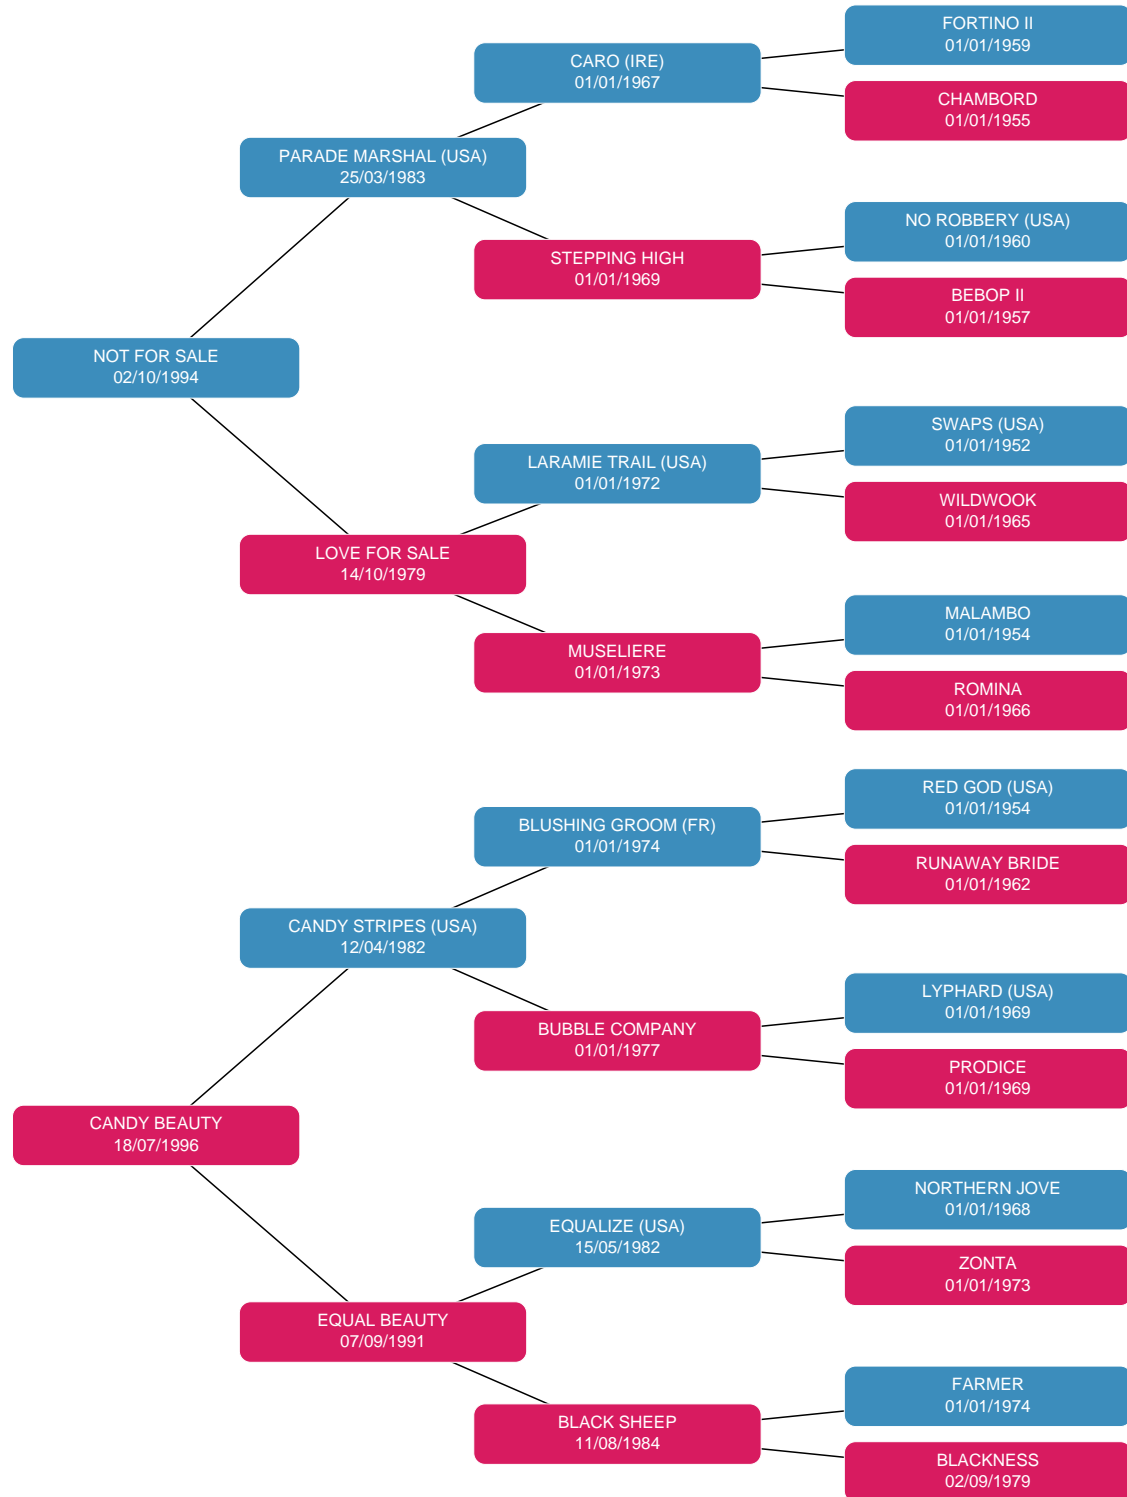 FORTINO II
01/01/1959
CARO (IRE)
01/01/1967
CHAMBORD
01/01/1955
PARADE MARSHAL (USA)
25/03/1983
NO ROBBERY (USA)
01/01/1960
STEPPING HIGH
01/01/1969
BEBOP II
01/01/1957
NOT FOR SALE
02/10/1994
SWAPS (USA)
01/01/1952
LARAMIE TRAIL (USA)
01/01/1972
WILDWOOK
01/01/1965
LOVE FOR SALE
14/10/1979
MALAMBO
01/01/1954
MUSELIERE
01/01/1973
ROMINA
01/01/1966
RED GOD (USA)
01/01/1954
BLUSHING GROOM (FR)
01/01/1974
RUNAWAY BRIDE
01/01/1962
CANDY STRIPES (USA)
12/04/1982
LYPHARD (USA)
01/01/1969
BUBBLE COMPANY
01/01/1977
PRODICE
01/01/1969
CANDY BEAUTY
18/07/1996
NORTHERN JOVE
01/01/1968
EQUALIZE (USA)
15/05/1982
ZONTA
01/01/1973
EQUAL BEAUTY
07/09/1991
FARMER
01/01/1974
BLACK SHEEP
11/08/1984
BLACKNESS
02/09/1979